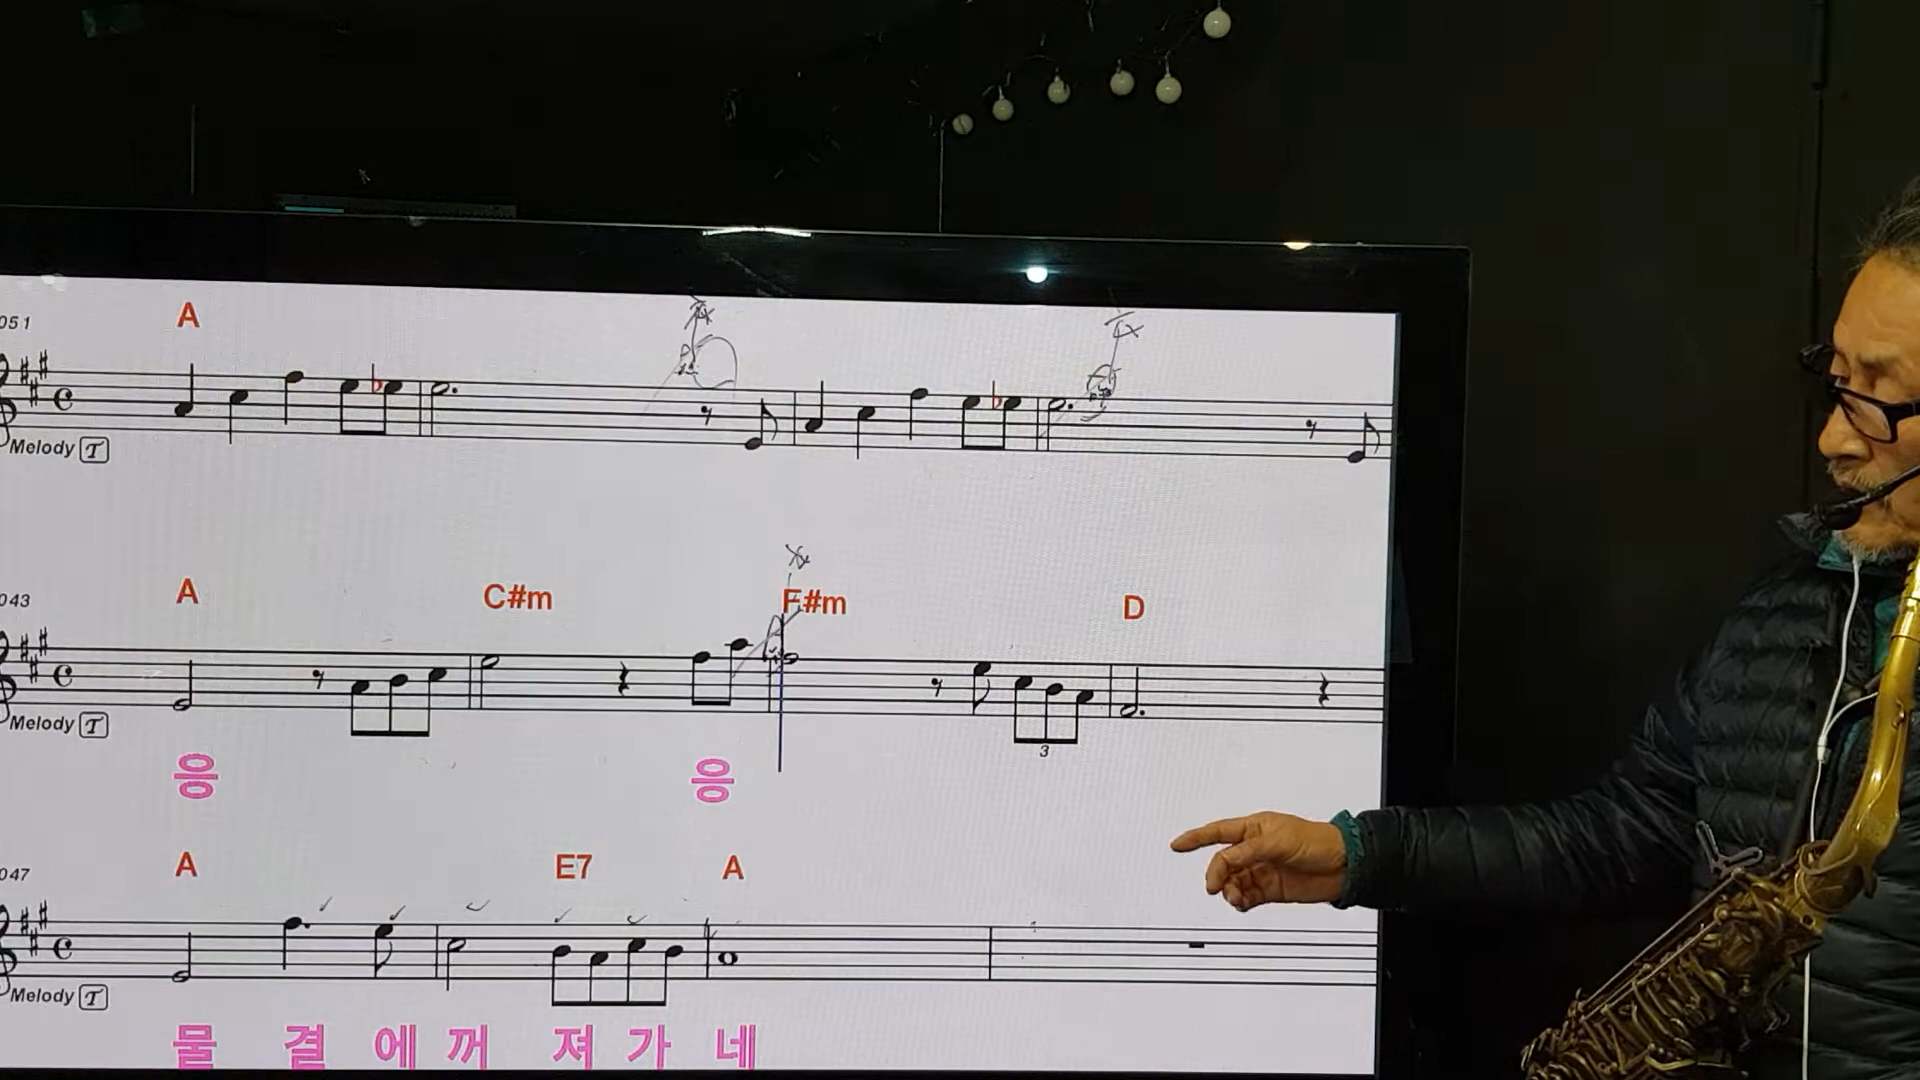 051 A
Melody T
043 A C#m F#m D
Melody T
3
응 응
047 A E7 A
Melody T
물 결 에 꺼 져 가 네